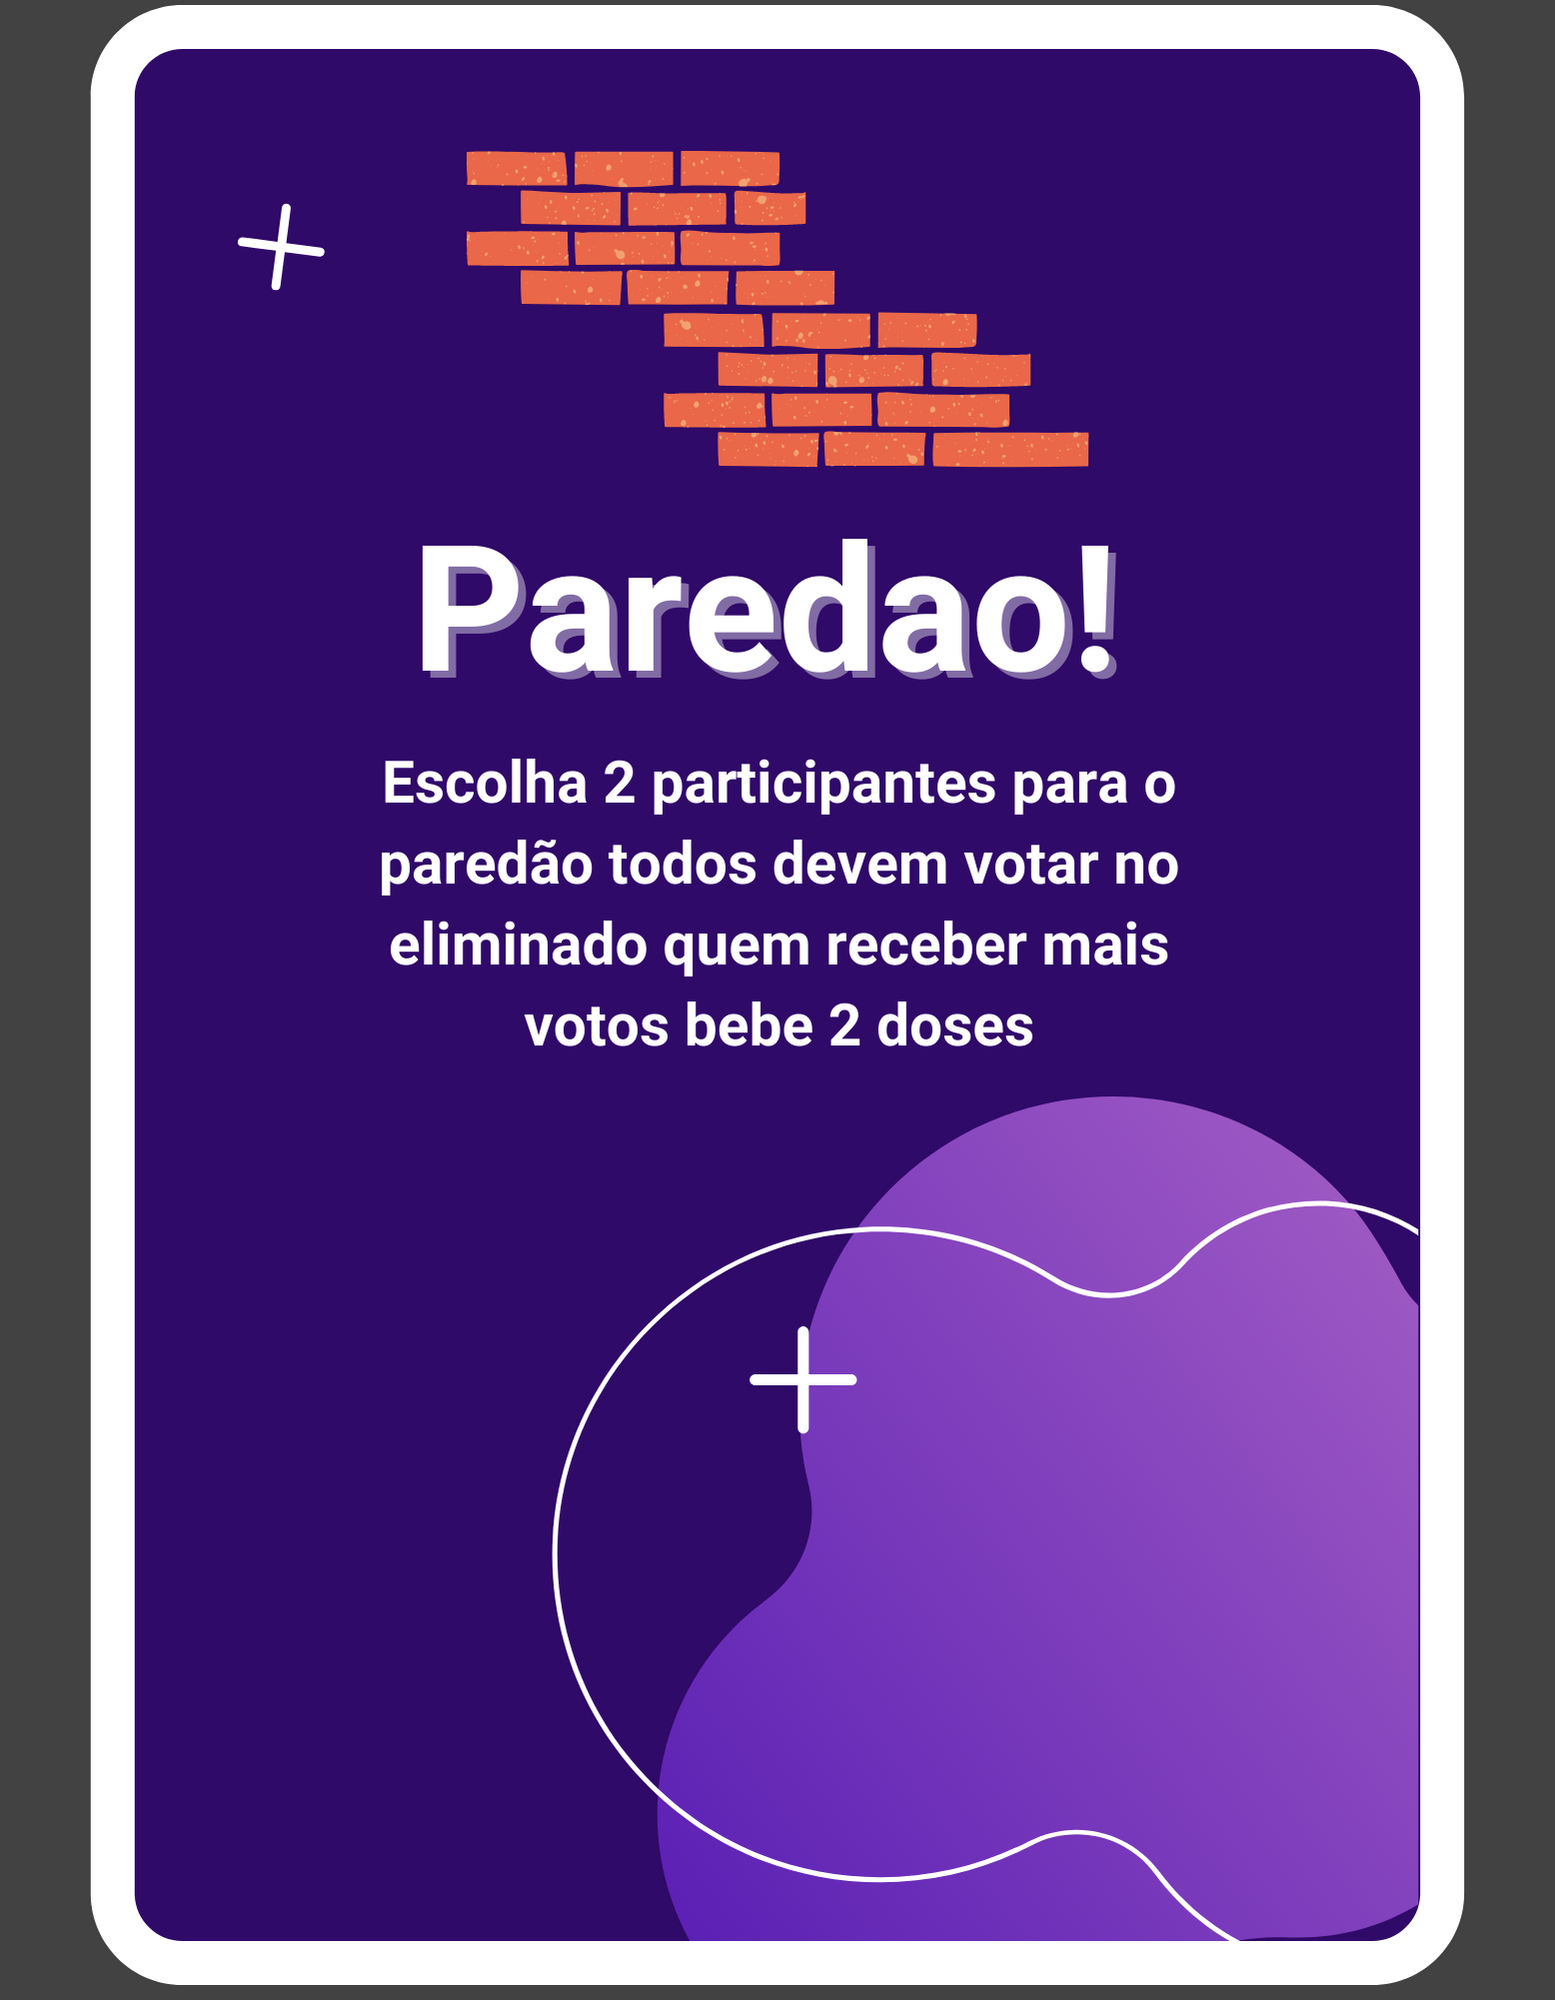 Paredao!
Escolha 2 participantes para o
paredão todos devem votar no
eliminado quem receber mais
votos bebe 2 doses